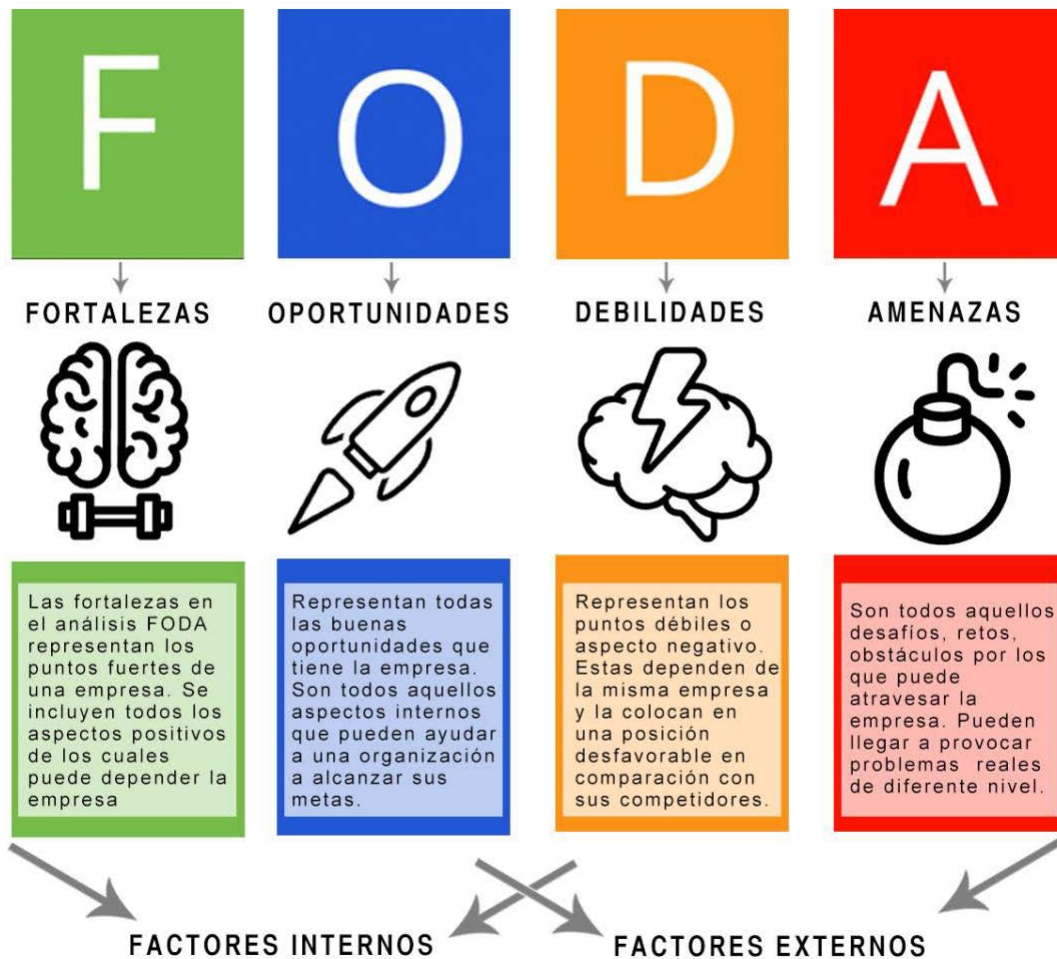 F
O
D
A
FORTALEZAS
OPORTUNIDADES
DEBILIDADES
AMENAZAS
Las fortalezas en
el análisis FODA
representan los
puntos fuertes de
una empresa. Se
incluyen todos los
aspectos positivos
de los cuales
puede depender la
empresa
Representan todas
las buenas
oportunidades que
tiene la empresa.
Son todos aquellos
aspectos internos
que pueden ayudar
a una organización
a alcanzar sus
metas.
Representan los
puntos débiles o
aspecto negativo.
Estas dependen de
la misma empresa
y la colocan en
una posición
desfavorable en
comparación con
sus competidores.
Son todos aquellos
desafíos, retos,
obstáculos por los
que puede
atravesar la
empresa. Pueden
llegar a provocar
problemas reales
de diferente nivel.
FACTORES INTERNOS
FACTORES EXTERNOS